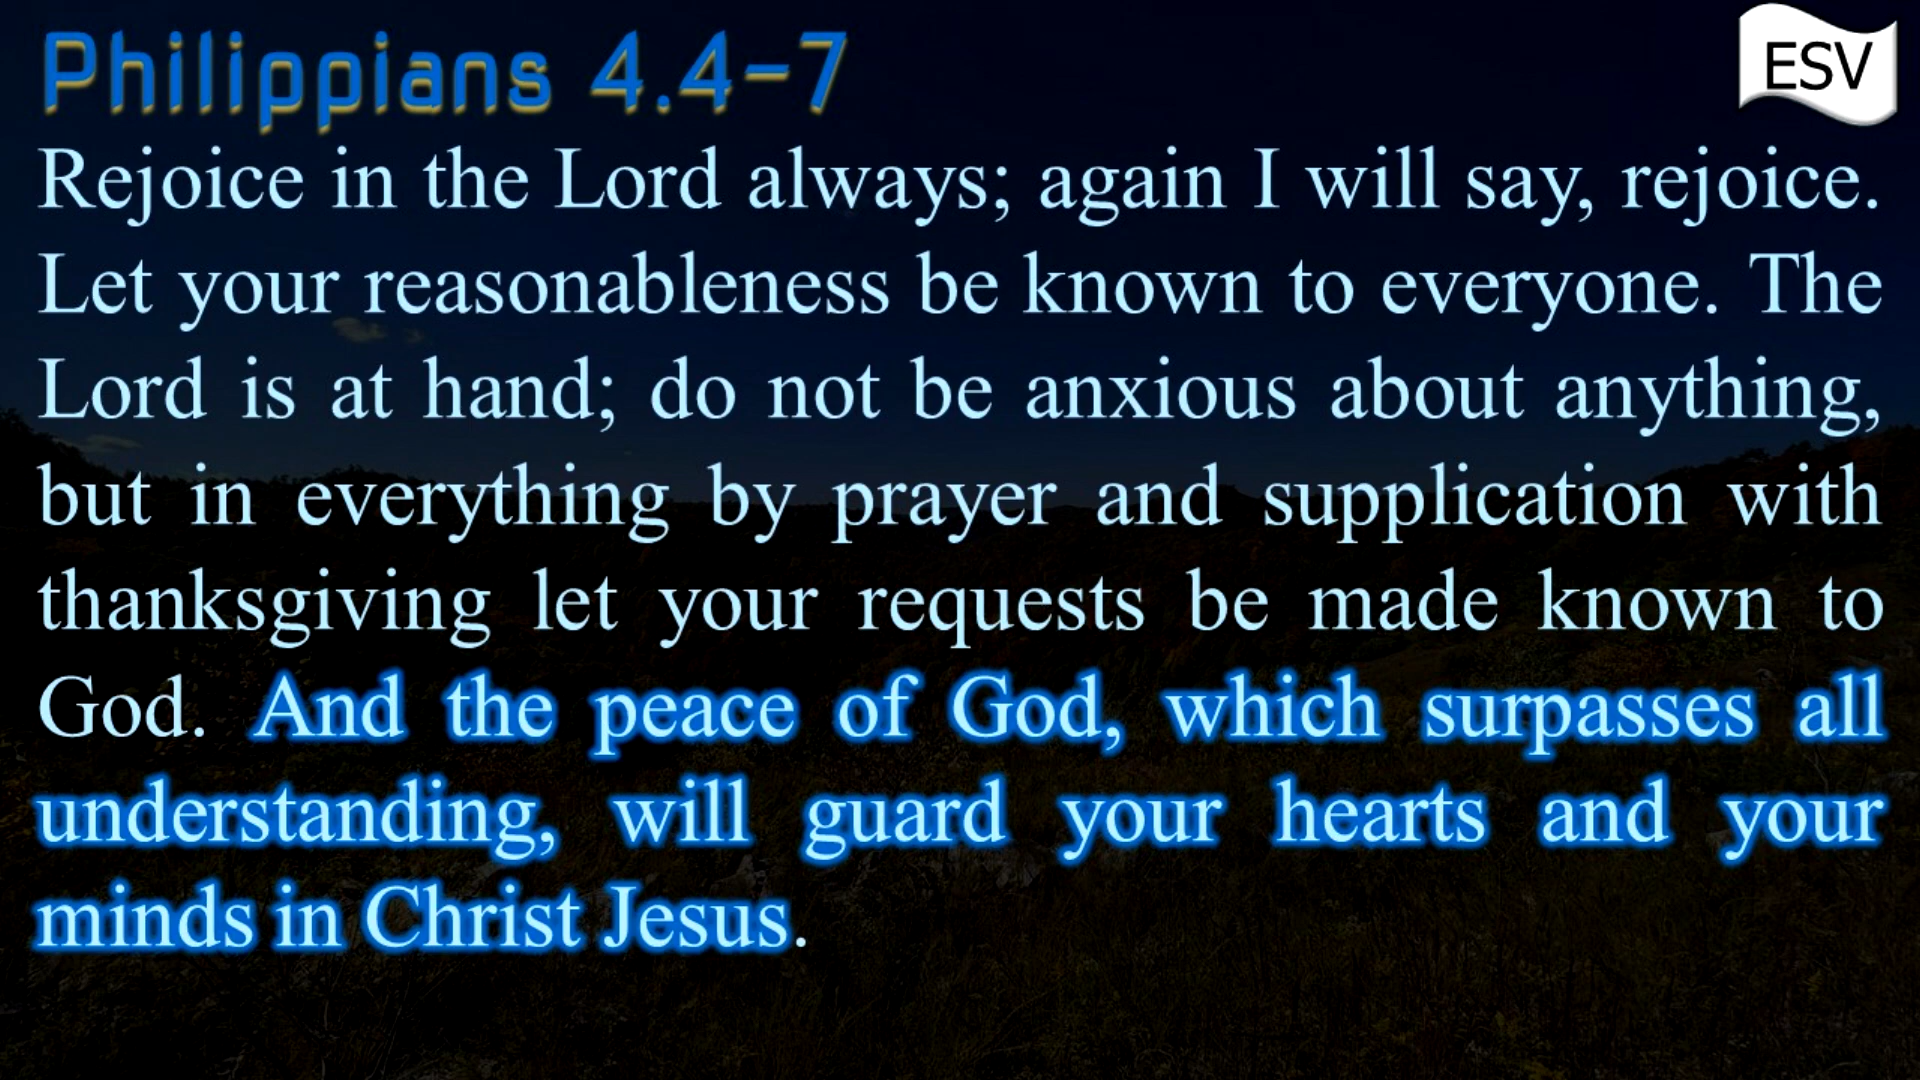 Philippians 4.4-7
ESV
Rejoice in the Lord always; again I will say, rejoice.
Let your reasonableness be known to everyone. The
Lord is at hand; do not be anxious about anything,
but in everything by prayer and supplication with
thanksgiving let your requests be made known to
God. And the peace of God, which surpasses all
understanding, will guard your hearts and your
minds in Christ Jesus.